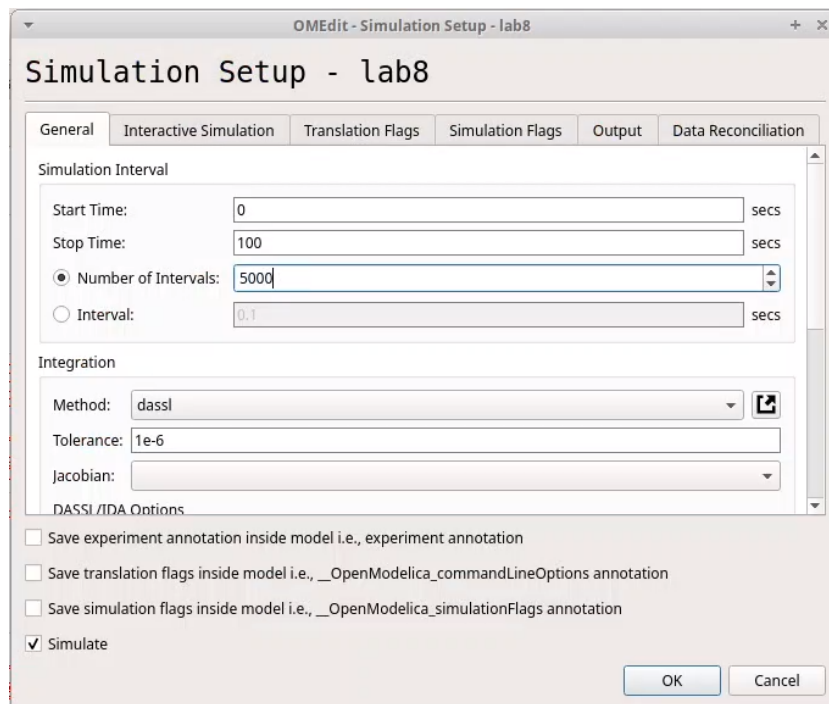 OMEdit - Simulation Setup - lab8
Simulation Setup - lab8
General Interactive Simulation Translation Flags Simulation Flags Output Data Reconciliation
Simulation Interval
Start Time: 0 secs
Stop Time: 100 secs
Number of Intervals: 5000
Interval: 0.1 secs
Integration
Method: dassl
Tolerance: 1e-6
Jacobian:
DASSL/IDA Options
Save experiment annotation inside model i.e., experiment annotation
Save translation flags inside model i.e., __OpenModelica_commandLineOptions annotation
Save simulation flags inside model i.e., __OpenModelica_simulationFlags annotation
Simulate
OK Cancel